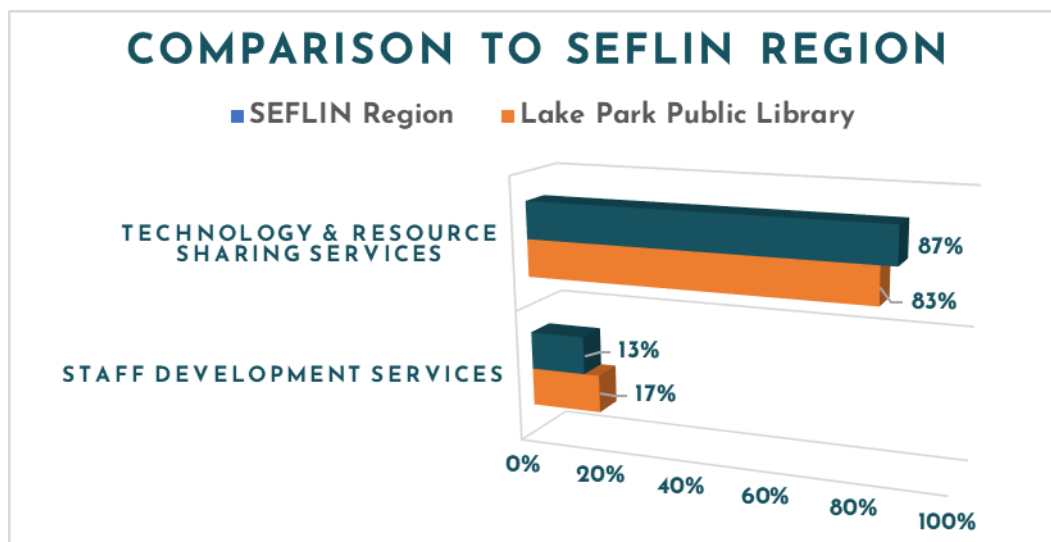 COMPARISON TO SEFLIN REGION
SEFLIN Region Lake Park Public Library
TECHNOLOGY & RESOURCE
SHARING SERVICES
87%
83%
STAFF DEVELOPMENT SERVICES
13%
17%
0% 20% 40% 60% 80% 100%